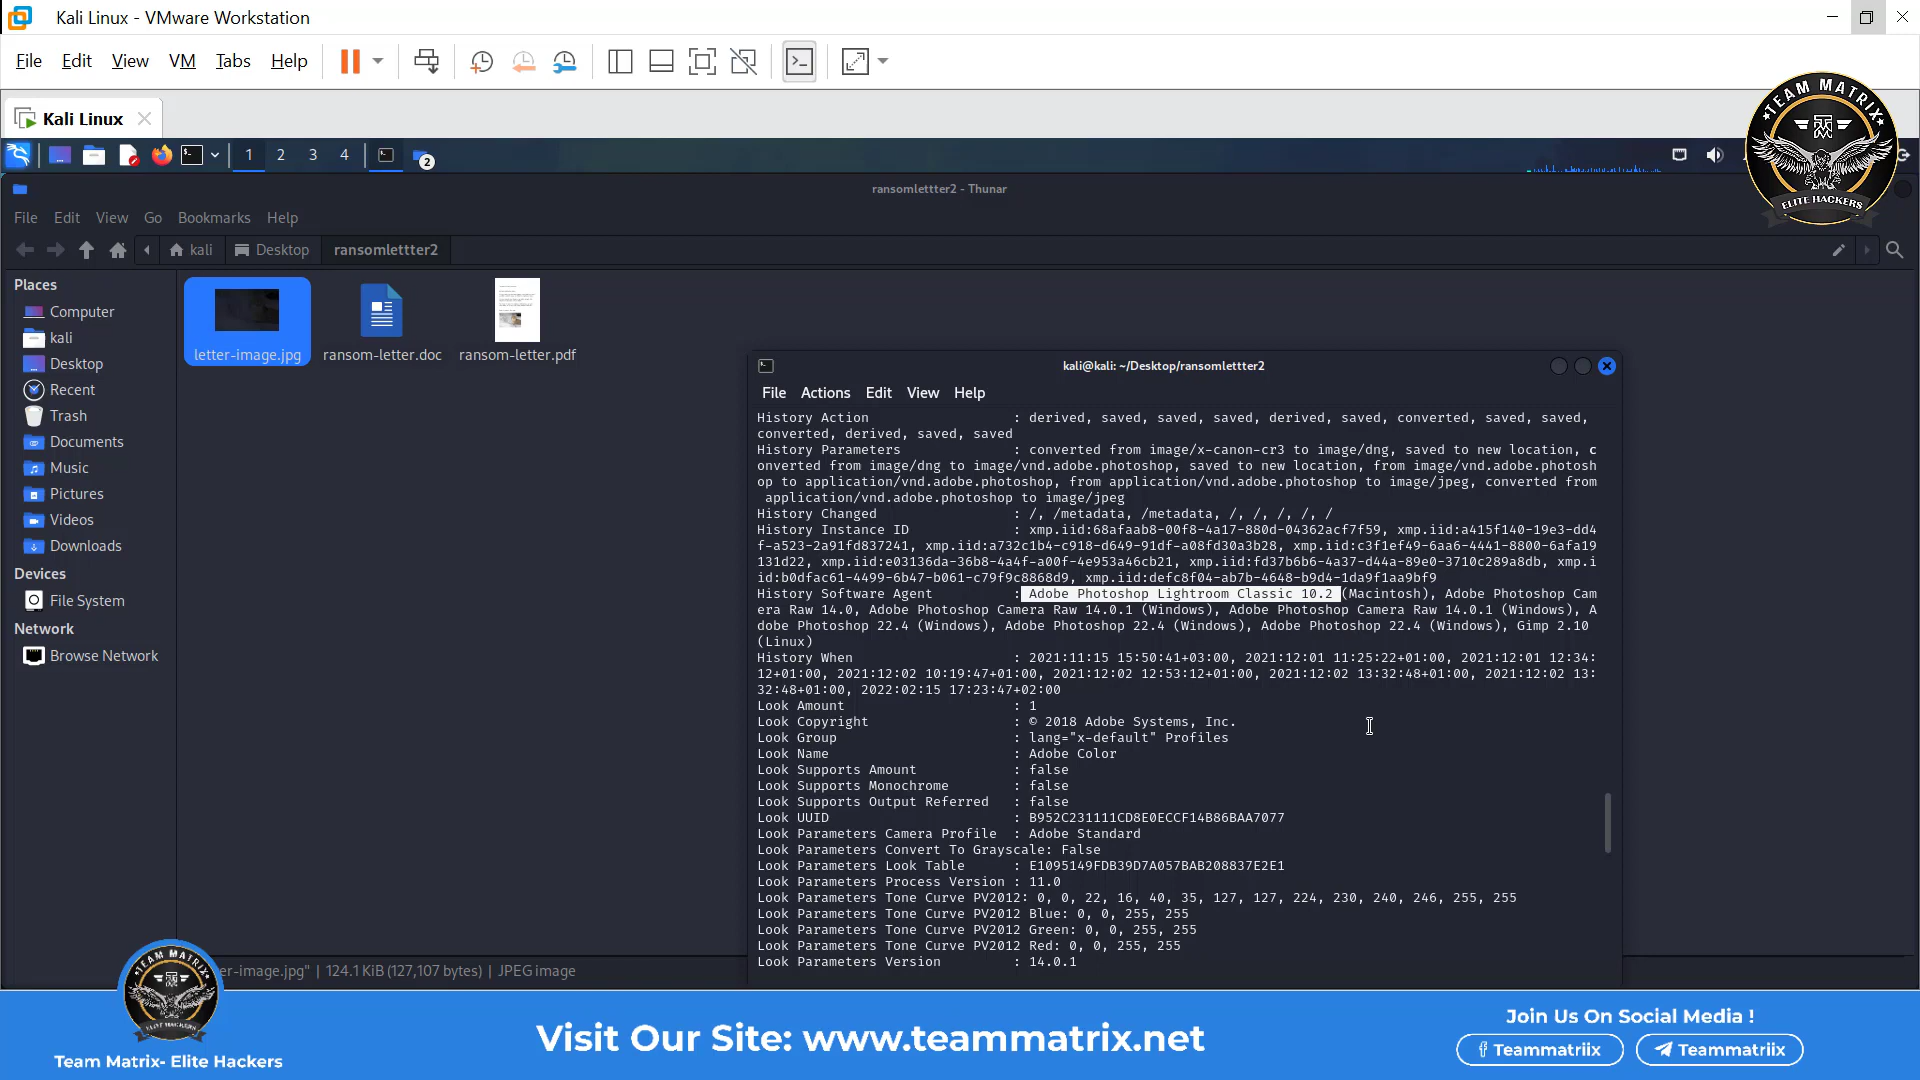 Kali Linux - VMware Workstation
File Edit View VM Tabs Help
Kali Linux
1 2 3 4
2
TEAM MATRIX
ELITE HACKERS
ransomlettter2 - Thunar
File Edit View Go Bookmarks Help
kali Desktop ransomlettter2
Places
Computer
kali
Desktop
Recent
Trash
Documents
Music
Pictures
Videos
Downloads
Devices
File System
Network
Browse Network
letter-image.jpg ransom-letter.doc ransom-letter.pdf
kali@kali: ~/Desktop/ransomlettter2
File Actions Edit View Help
History Action : derived, saved, saved, saved, derived, saved, converted, saved, saved,
converted, derived, saved, saved
History Parameters : converted from image/x-canon-cr3 to image/dng, saved to new location, c
onverted from image/dng to image/vnd.adobe.photoshop, saved to new location, from image/vnd.adobe.photosh
op to application/vnd.adobe.photoshop, from application/vnd.adobe.photoshop to image/jpeg, converted from
application/vnd.adobe.photoshop to image/jpeg
History Changed : /, /metadata, /metadata, /, /, /, /, /
History Instance ID : xmp.iid:68afaab8-00f8-4a17-880d-04362acf7f59, xmp.iid:a415f140-19e3-dd4
f-a523-2a91fd837241, xmp.iid:a732c1b4-c918-d649-91df-a08fd30a3b28, xmp.iid:c3f1ef49-6aa6-4441-8800-6afa19
131d22, xmp.iid:e03136da-36b8-4a4f-a00f-4e953a46cb21, xmp.iid:fd37b6b6-4a37-d44a-89e0-3710c289a8db, xmp.i
id:b0dfac61-4499-6b47-b061-c79f9c8868d9, xmp.iid:defc8f04-ab7b-4648-b9d4-1da9f1aa9bf9
History Software Agent : Adobe Photoshop Lightroom Classic 10.2 (Macintosh), Adobe Photoshop Cam
era Raw 14.0, Adobe Photoshop Camera Raw 14.0.1 (Windows), Adobe Photoshop Camera Raw 14.0.1 (Windows), A
dobe Photoshop 22.4 (Windows), Adobe Photoshop 22.4 (Windows), Adobe Photoshop 22.4 (Windows), Gimp 2.10
(Linux)
History When : 2021:11:15 15:50:41+03:00, 2021:12:01 11:25:22+01:00, 2021:12:01 12:34:
12+01:00, 2021:12:02 10:19:47+01:00, 2021:12:02 12:53:12+01:00, 2021:12:02 13:32:48+01:00, 2021:12:02 13:
32:48+01:00, 2022:02:15 17:23:47+02:00
Look Amount : 1
Look Copyright : © 2018 Adobe Systems, Inc.
Look Group : lang="x-default" Profiles
Look Name : Adobe Color
Look Supports Amount : false
Look Supports Monochrome : false
Look Supports Output Referred : false
Look UUID : B952C231111CD8E0ECCF14B86BAA7077
Look Parameters Camera Profile : Adobe Standard
Look Parameters Convert To Grayscale: False
Look Parameters Look Table : E1095149FDB39D7A057BAB208837E2E1
Look Parameters Process Version : 11.0
Look Parameters Tone Curve PV2012: 0, 0, 22, 16, 40, 35, 127, 127, 224, 230, 240, 246, 255, 255
Look Parameters Tone Curve PV2012 Blue: 0, 0, 255, 255
Look Parameters Tone Curve PV2012 Green: 0, 0, 255, 255
Look Parameters Tone Curve PV2012 Red: 0, 0, 255, 255
Look Parameters Version : 14.0.1
er-image.jpg" | 124.1 KiB (127,107 bytes) | JPEG image
TEAM MATRIX
ELITE HACKERS
Team Matrix- Elite Hackers
Visit Our Site: www.teammatrix.net
Join Us On Social Media !
Teammatriix Teammatriix